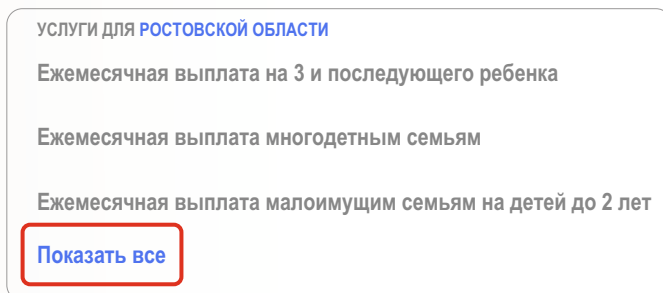 УСЛУГИ ДЛЯ РОСТОВСКОЙ ОБЛАСТИ
Ежемесячная выплата на 3 и последующего ребенка
Ежемесячная выплата многодетным семьям
Ежемесячная выплата малоимущим семьям на детей до 2 лет
Показать все